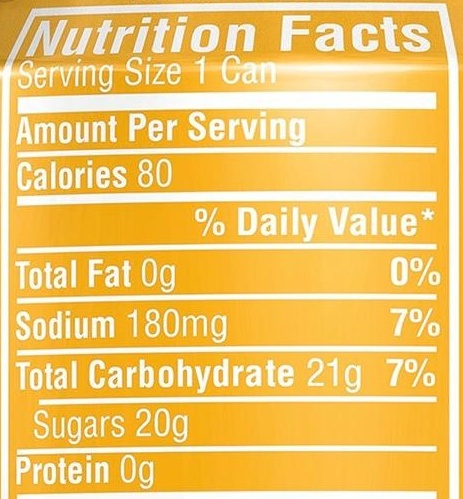 Nutrition Facts
Serving Size 1 Can
Amount Per Serving
Calories 80
% Daily Value*
Total Fat 0g 0%
Sodium 180mg 7%
Total Carbohydrate 21g 7%
Sugars 20g
Protein 0g